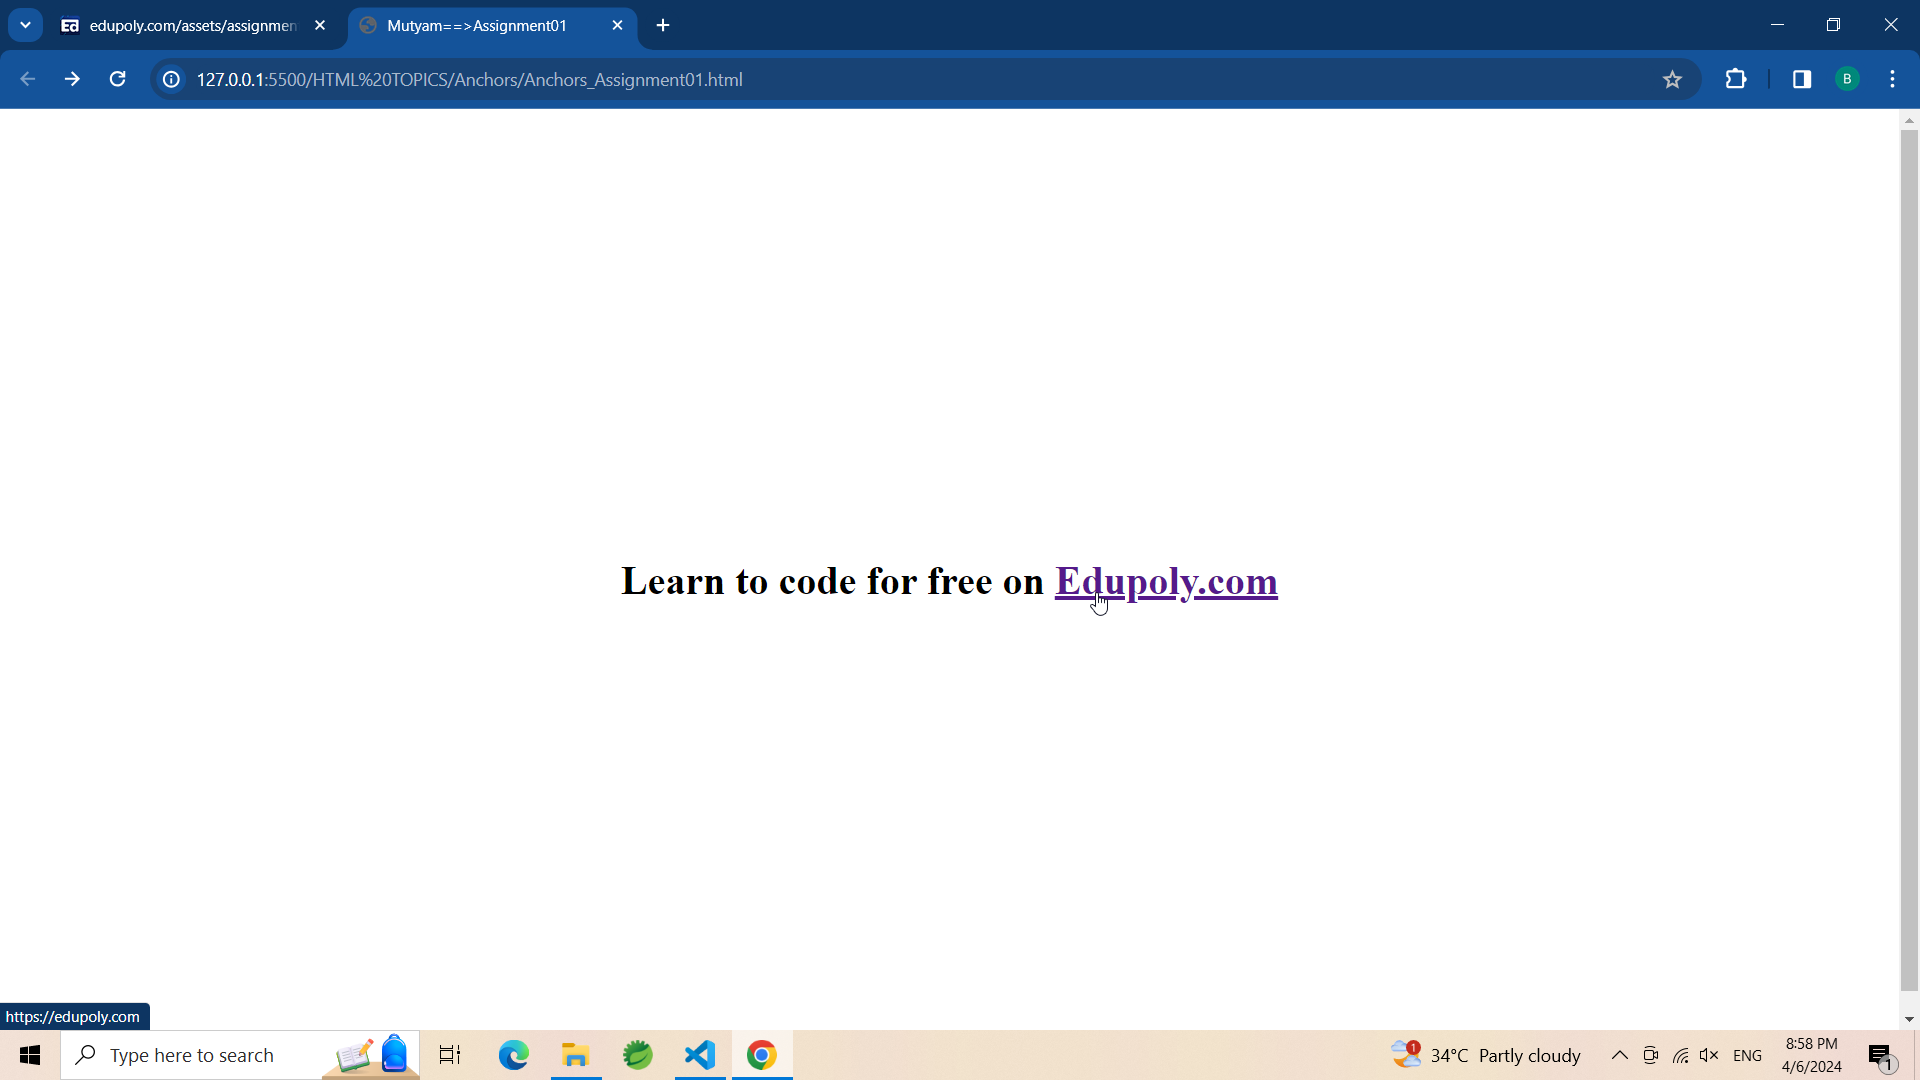 Ed edupoly.com/assets/assignmen
Mutyam==>Assignment01
127.0.0.1:5500/HTML%20TOPICS/Anchors/Anchors_Assignment01.html
B
Learn to code for free on Edupoly.com
https://edupoly.com
Type here to search
1
34°C Partly cloudy
ENG
8:58 PM
4/6/2024
1